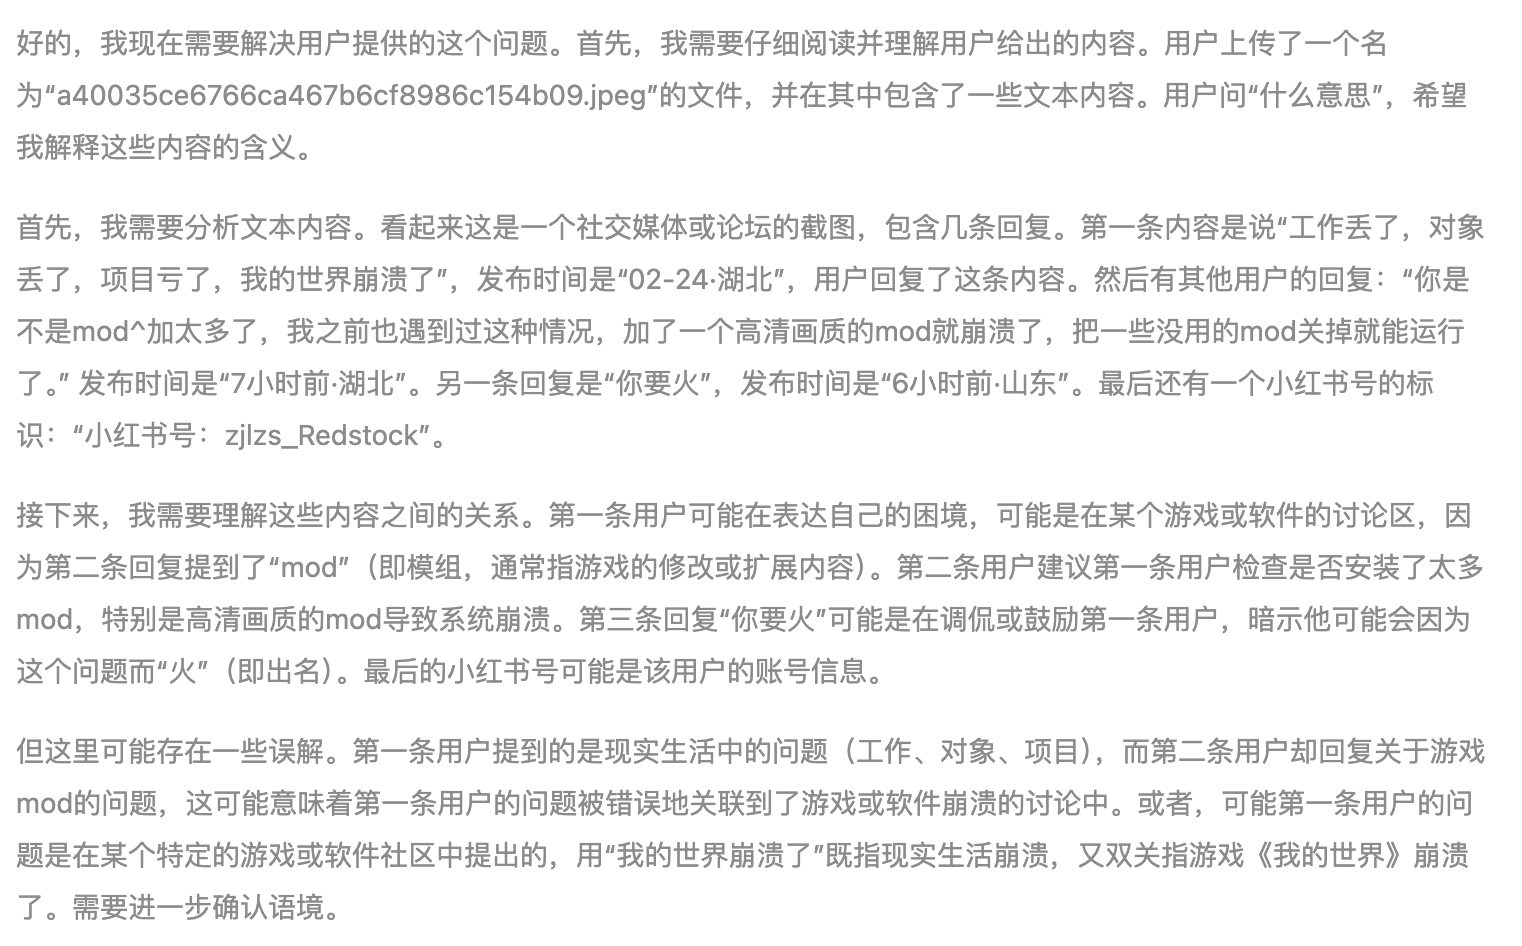 好的，我现在需要解决用户提供的这个问题。首先，我需要仔细阅读并理解用户给出的内容。用户上传了一个名
为“a40035ce6766ca467b6cf8986c154b09.jpeg”的文件，并在其中包含了一些文本内容。用户问“什么意思”，希望
我解释这些内容的含义。
首先，我需要分析文本内容。看起来这是一个社交媒体或论坛的截图，包含几条回复。第一条内容是说“工作丢了，对象
丢了，项目亏了，我的世界崩溃了”，发布时间是“02-24·湖北”，用户回复了这条内容。然后有其他用户的回复：“你是
不是mod^加太多了，我之前也遇到过这种情况，加了一个高清画质的mod就崩溃了，把一些没用的mod关掉就能运行
了。” 发布时间是“7小时前·湖北”。另一条回复是“你要火”，发布时间是“6小时前·山东”。最后还有一个小红书号的标
识：“小红书号：zjlzs_Redstock”。
接下来，我需要理解这些内容之间的关系。第一条用户可能在表达自己的困境，可能是在某个游戏或软件的讨论区，因
为第二条回复提到了“mod”（即模组，通常指游戏的修改或扩展内容）。第二条用户建议第一条用户检查是否安装了太多
mod，特别是高清画质的mod导致系统崩溃。第三条回复“你要火”可能是在调侃或鼓励第一条用户，暗示他可能会因为
这个问题而“火”（即出名）。最后的小红书号可能是该用户的账号信息。
但这里可能存在一些误解。第一条用户提到的是现实生活中的问题（工作、对象、项目），而第二条用户却回复关于游戏
mod的问题，这可能意味着第一条用户的问题被错误地关联到了游戏或软件崩溃的讨论中。或者，可能第一条用户的问
题是在某个特定的游戏或软件社区中提出的，用“我的世界崩溃了”既指现实生活崩溃，又双关指游戏《我的世界》崩溃
了。需要进一步确认语境。